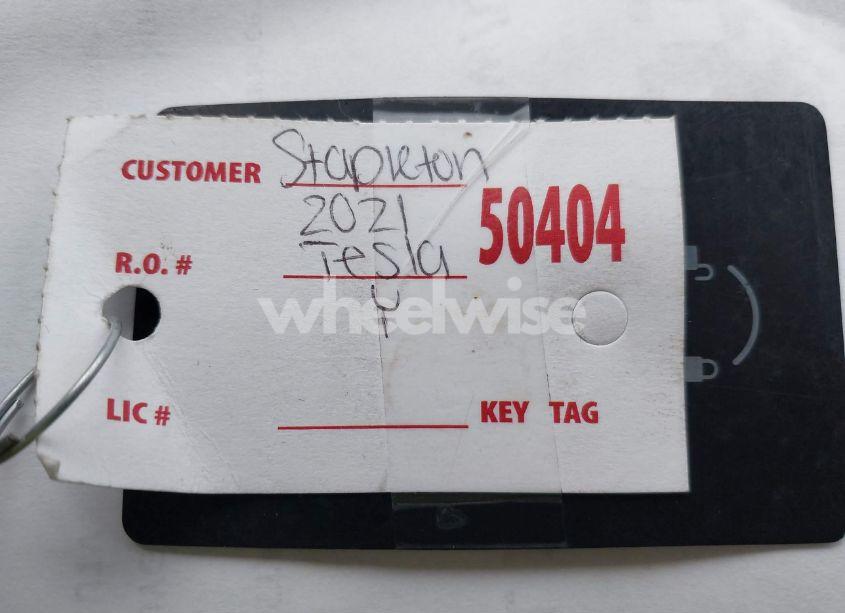 CUSTOMER Stapleton
2021
50404
R.O. # Tesla
Y
wheelwise
LIC # KEY TAG